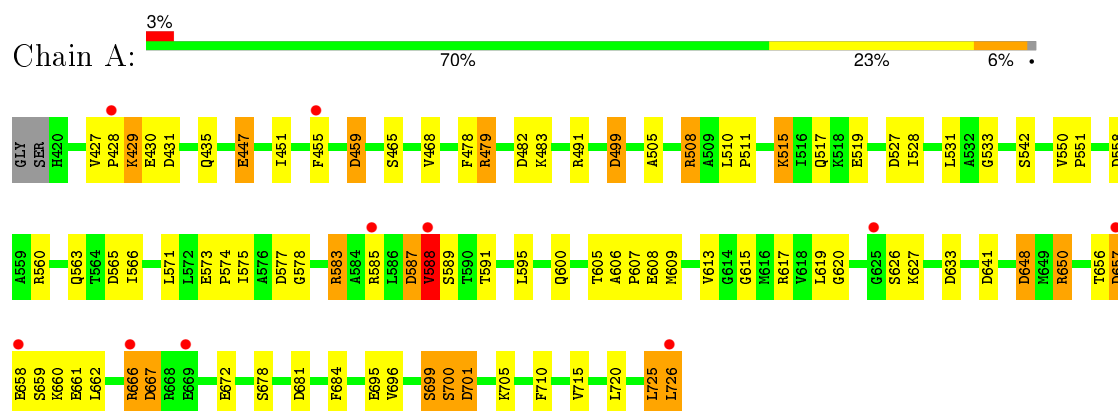 3%
Chain A:
70% 23% 6% •
GLY SER H420 V427 P428 K429 E430 D431 Q435 E447 I451 F455 D459 S465 V468 F478 R479 D482 K483 R491 D499 A505 R508 A509 L510 P511 K515 I516 Q517 K518 E519 D527 I528 L531 A532 G533 S542 V550 P551
A559 R560 Q563 T564 D565 I566 L571 L572 E573 P574 I575 A576 D577 G578 R583 A584 R585 L586 D587 V588 S589 T590 T591 L595 Q600 T605 A606 P607 E608 M609 V613 G614 G615 M616 R617 V618 L619 G620 G625 S626 K627 D633 D641 D648 M649 R650 T656 D657
E658 S659 K660 E661 L662 R666 D667 R668 E669 E672 S678 D681 F684 E695 V696 S699 S700 D701 K705 F710 V715 L720 L725 L726